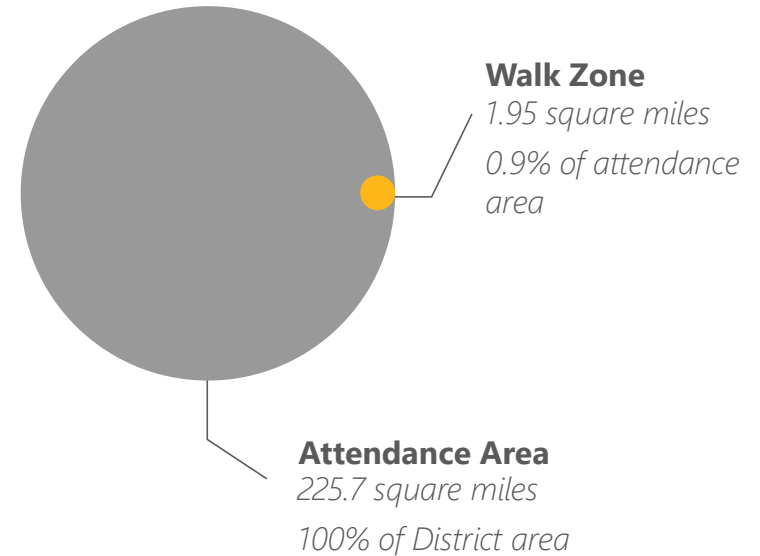 Walk Zone
1.95 square miles
0.9% of attendance
area
Attendance Area
225.7 square miles
100% of District area